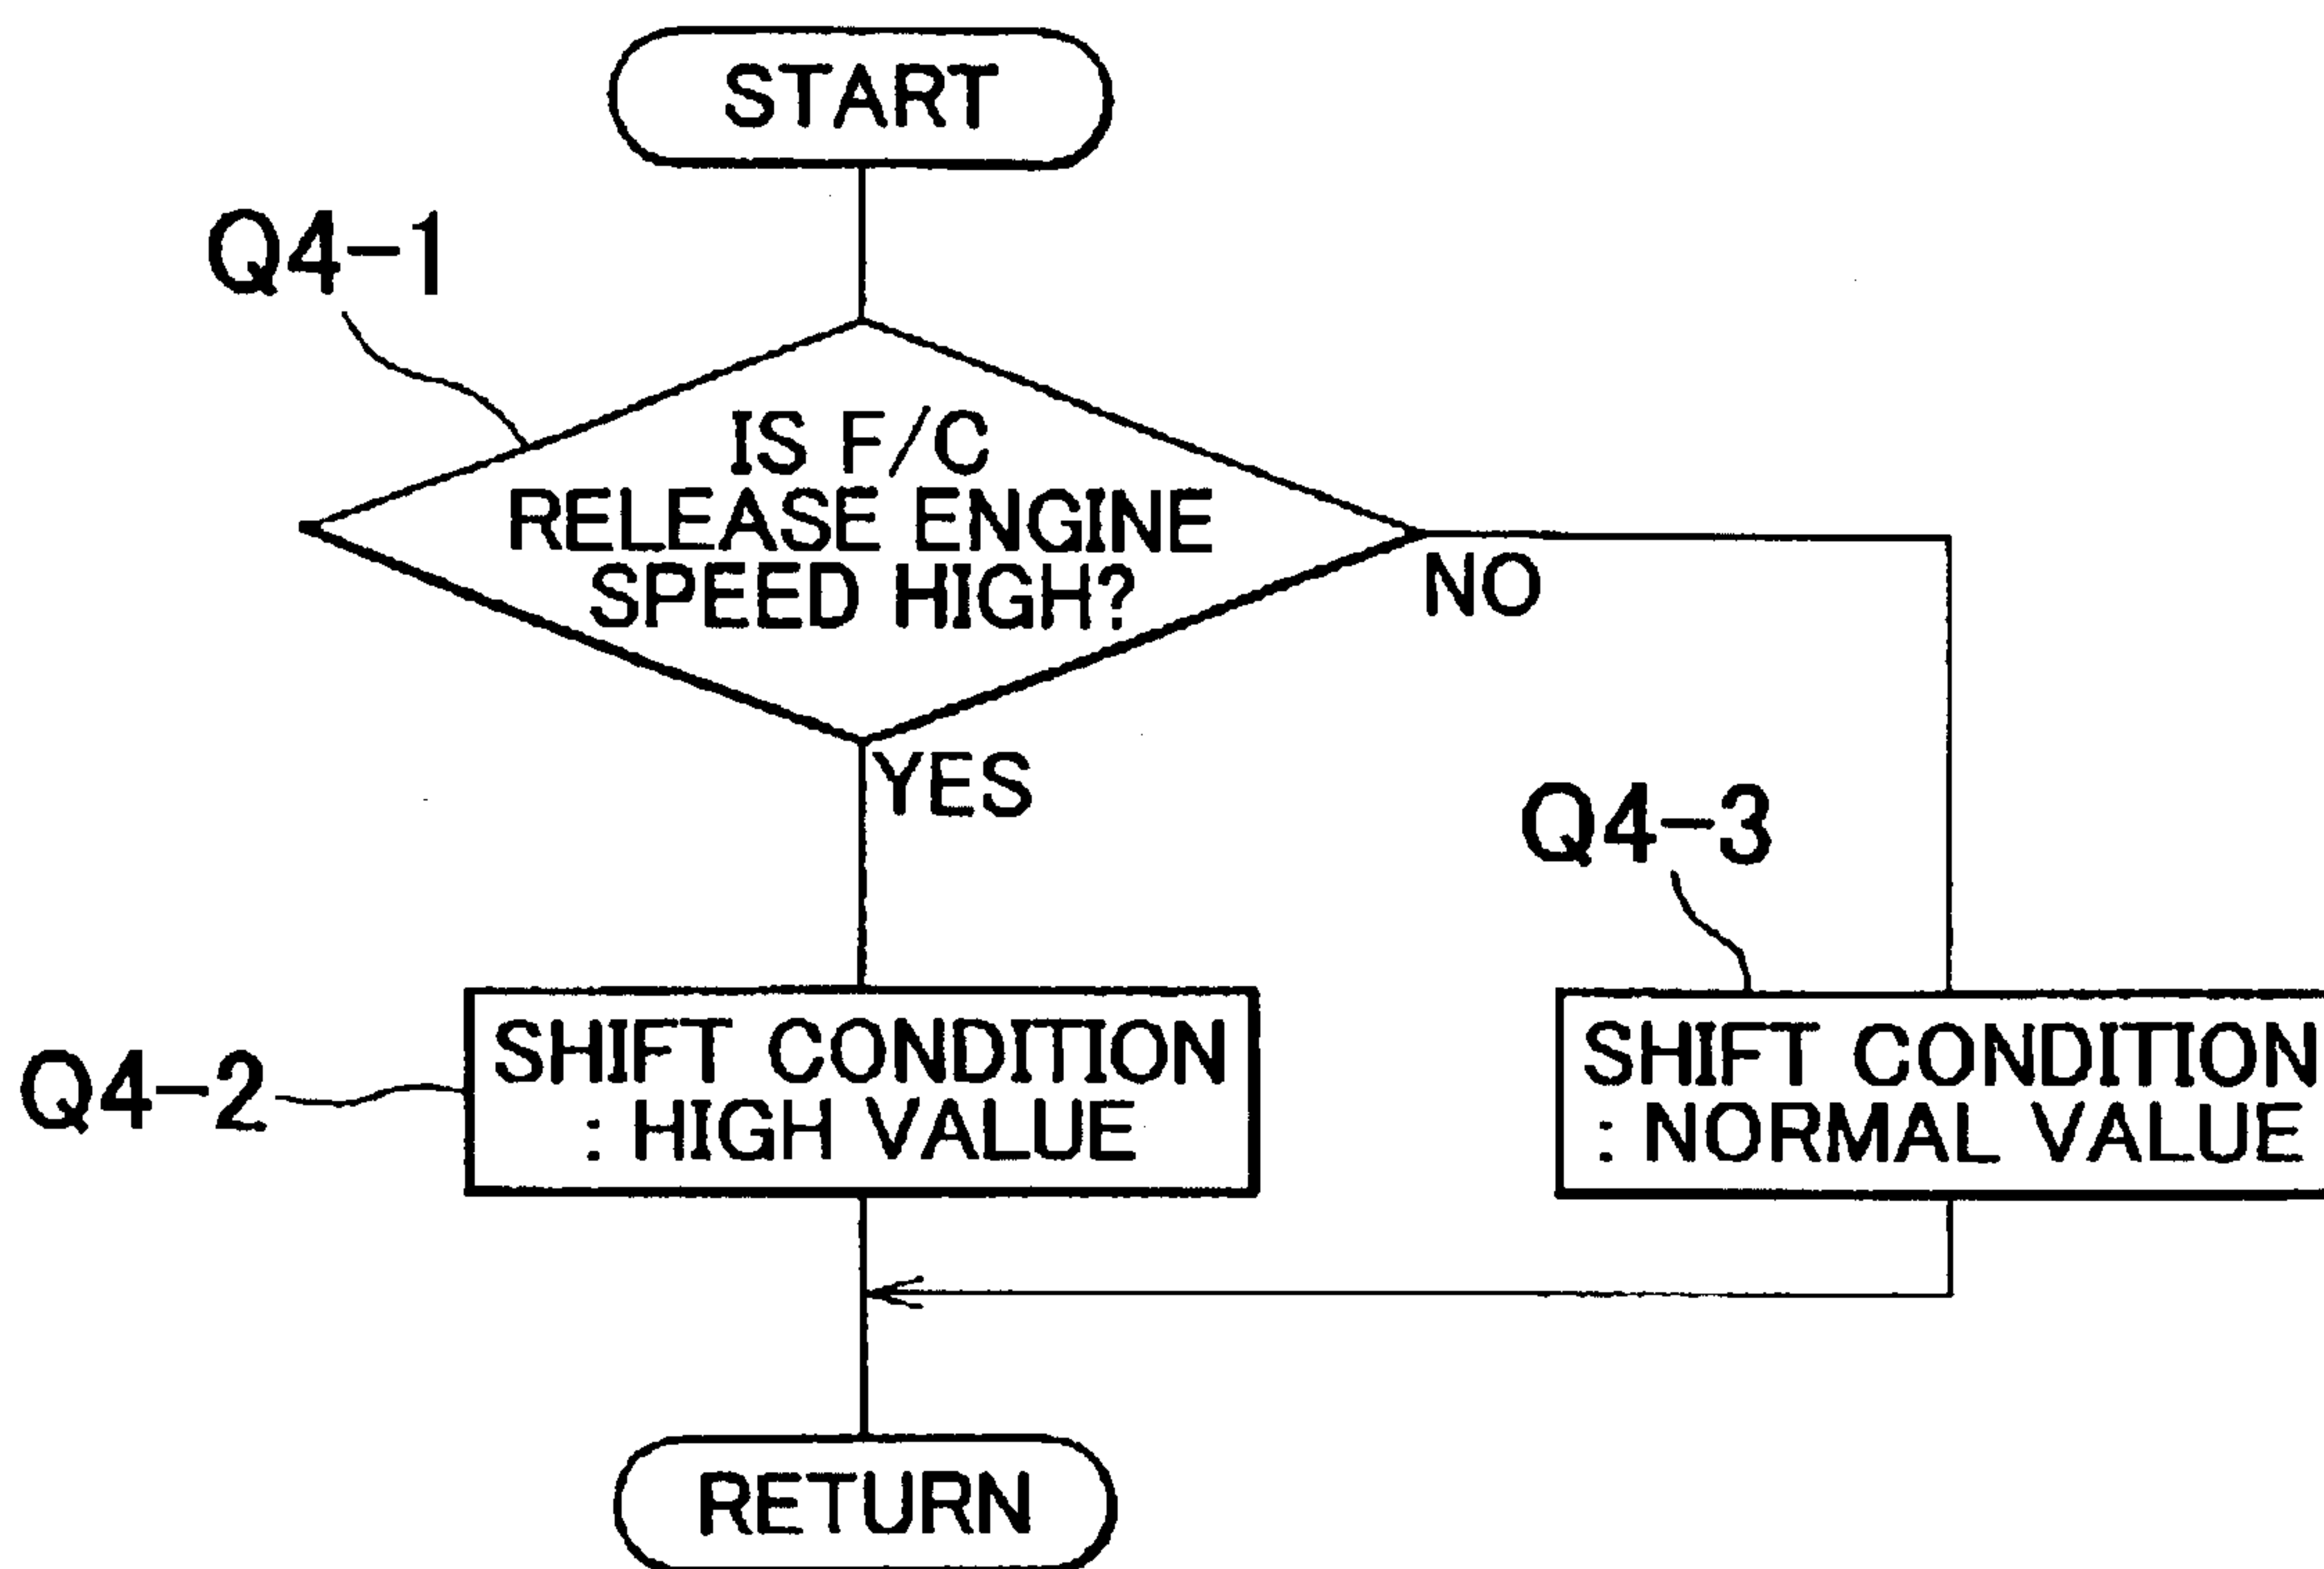 START
Q4-1
IS F/C
RELEASE ENGINE
SPEED HIGH?
NO
YES
Q4-3
Q4-2
SHIFT CONDITION
: HIGH VALUE
SHIFT CONDITION
: NORMAL VALUE
RETURN